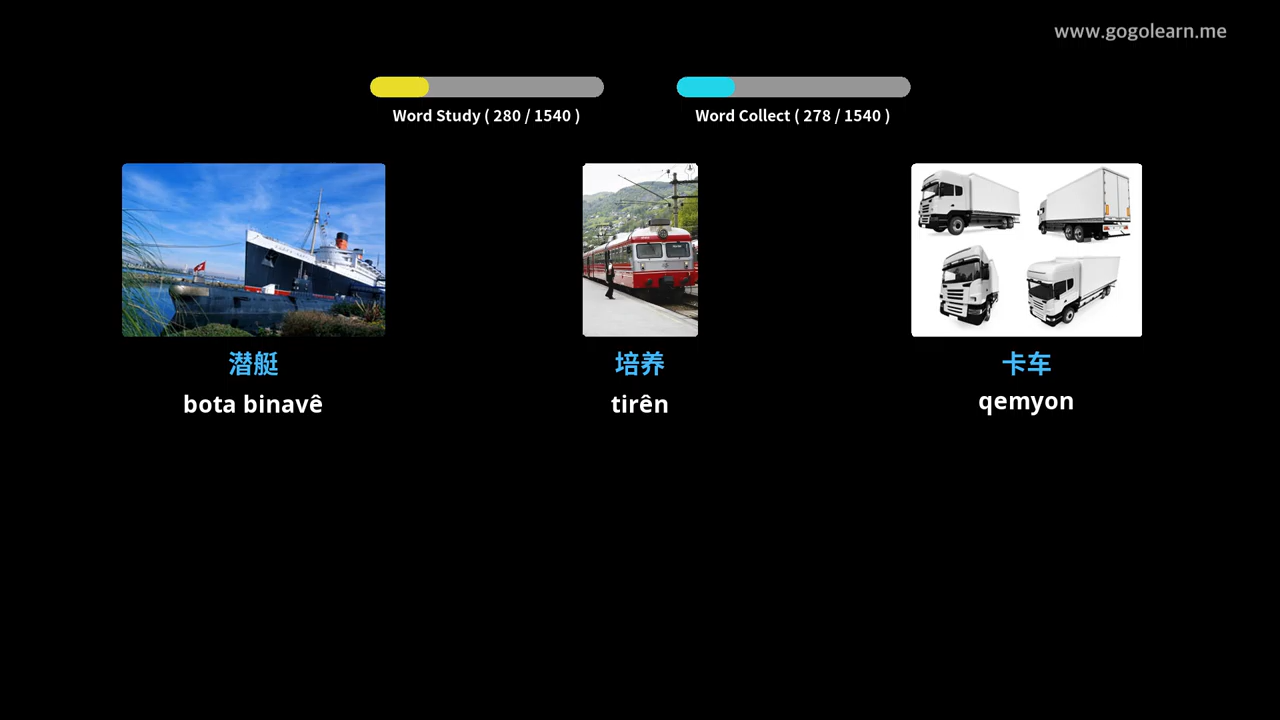 www.gogolearn.me
Word Study ( 280 / 1540 )
Word Collect ( 278 / 1540 )
潜艇
培养
卡车
bota binavê
tirên
qemyon